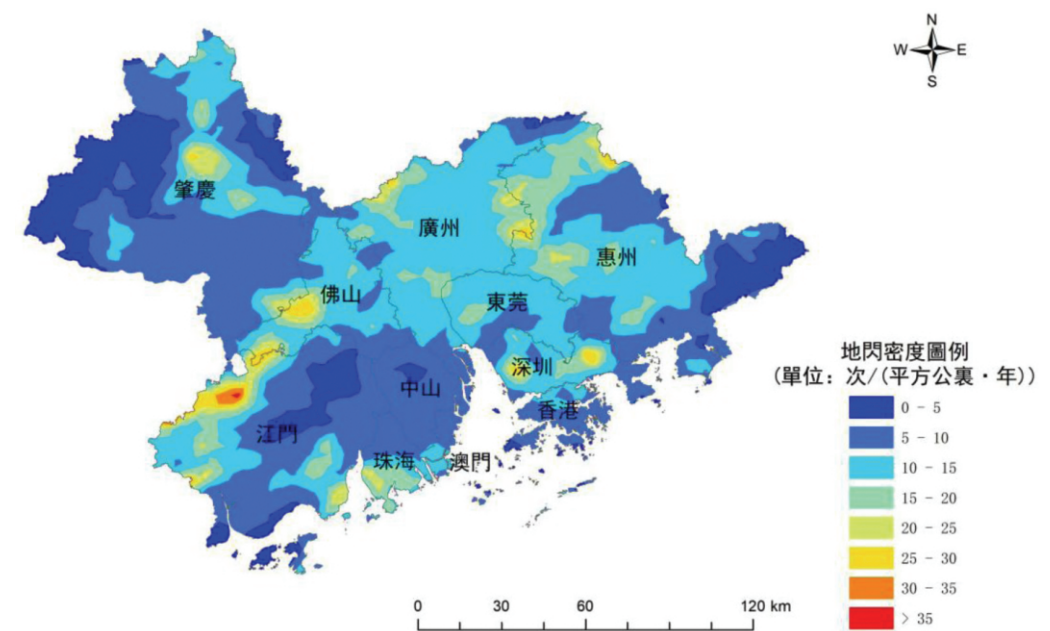 N
W E
S
肇慶
廣州
惠州
佛山
東莞
深圳
中山
香港
江門
珠海 澳門
地閃密度圖例
(單位: 次/(平方公裏·年))
0 - 5
5 - 10
10 - 15
15 - 20
20 - 25
25 - 30
30 - 35
> 35
0 30 60 120 km